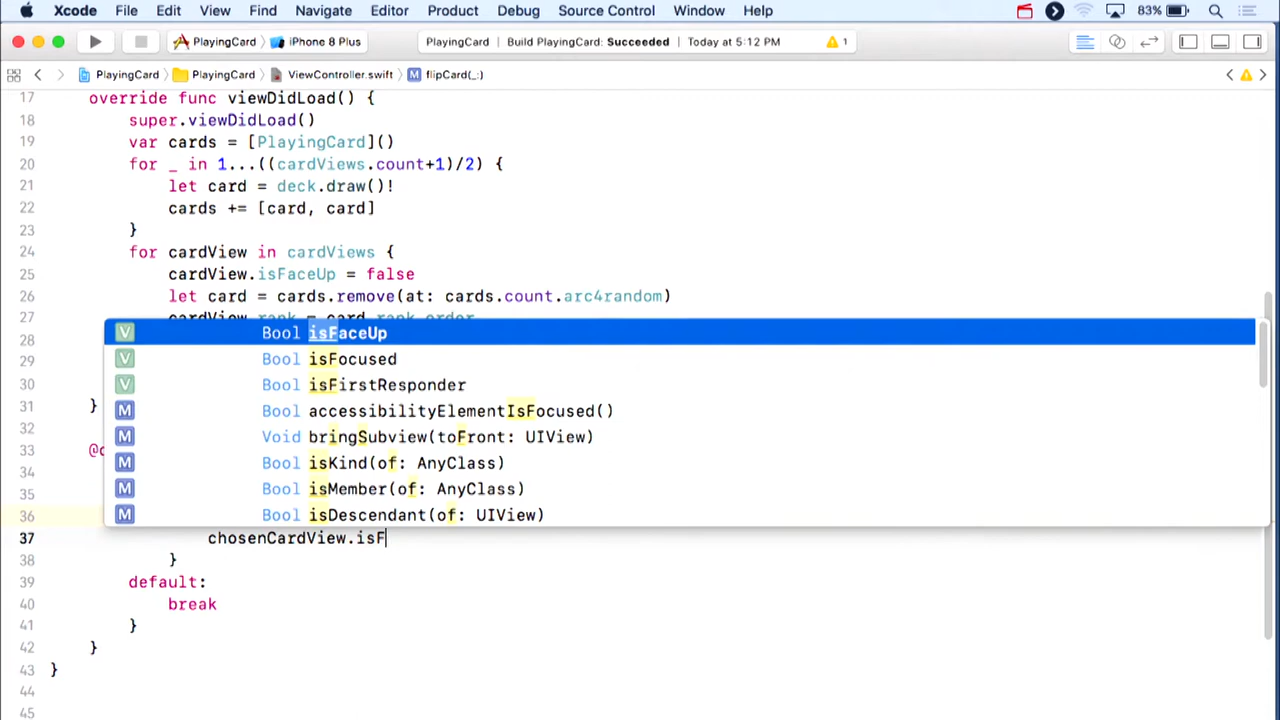 Xcode File Edit View Find Navigate Editor Product Debug Source Control Window Help 83%
PlayingCard iPhone 8 Plus PlayingCard Build PlayingCard: Succeeded Today at 5:12 PM 1
PlayingCard PlayingCard ViewController.swift M flipCard(_:)
17 override func viewDidLoad() {
18 super.viewDidLoad()
19 var cards = [PlayingCard]()
20 for _ in 1...((cardViews.count+1)/2) {
21 let card = deck.draw()!
22 cards += [card, card]
23 }
24 for cardView in cardViews {
25 cardView.isFaceUp = false
26 let card = cards.remove(at: cards.count.arc4random)
27 cardView.rank = card.rank.order
28 V Bool isFaceUp
29 V Bool isFocused
30 V Bool isFirstResponder
31 } M Bool accessibilityElementIsFocused()
32 M Void bringSubview(toFront: UIView)
33 M Bool isKind(of: AnyClass)
34 M Bool isMember(of: AnyClass)
35
36 M Bool isDescendant(of: UIView)
37 chosenCardView.isF
38 }
39 default:
40 break
41 }
42 }
43 }
44
45